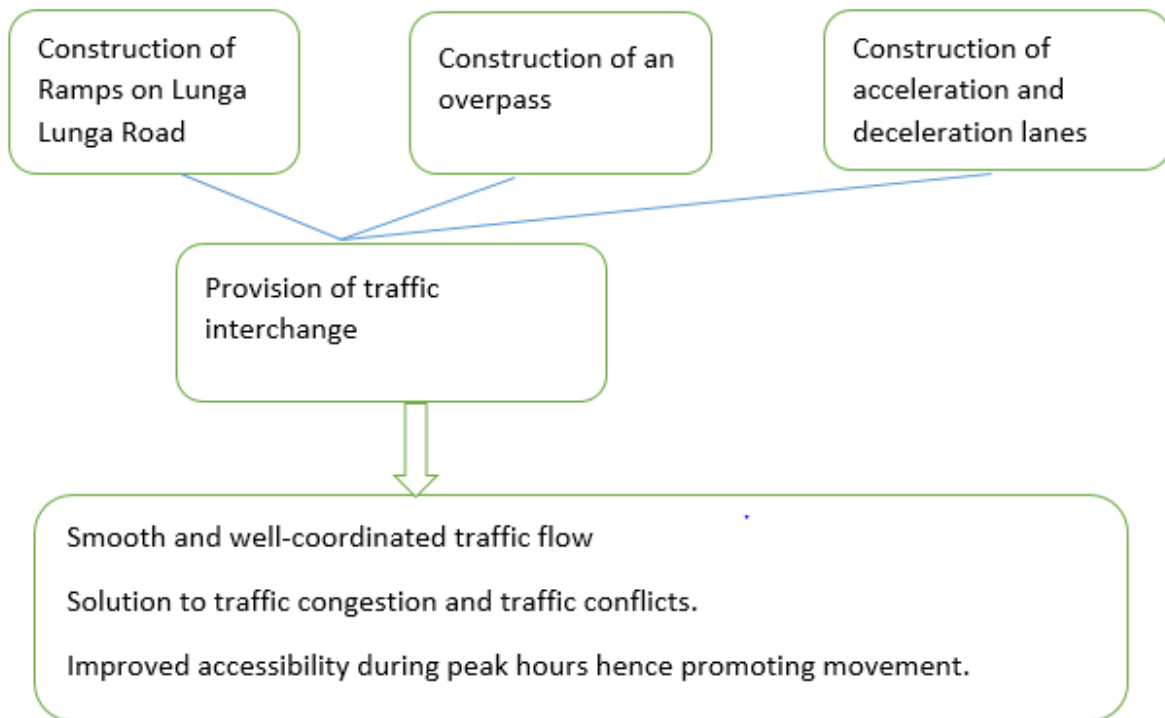 Construction of
Ramps on Lunga
Lunga Road
Construction of an
overpass
Construction of
acceleration and
deceleration lanes
Provision of traffic
interchange
Smooth and well-coordinated traffic flow
Solution to traffic congestion and traffic conflicts.
Improved accessibility during peak hours hence promoting movement.